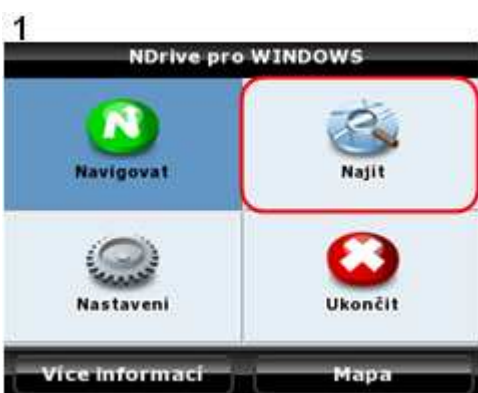 1
NDrive pro WINDOWS
Navigovat Najít
Nastavení Ukončit
Více informací Mapa